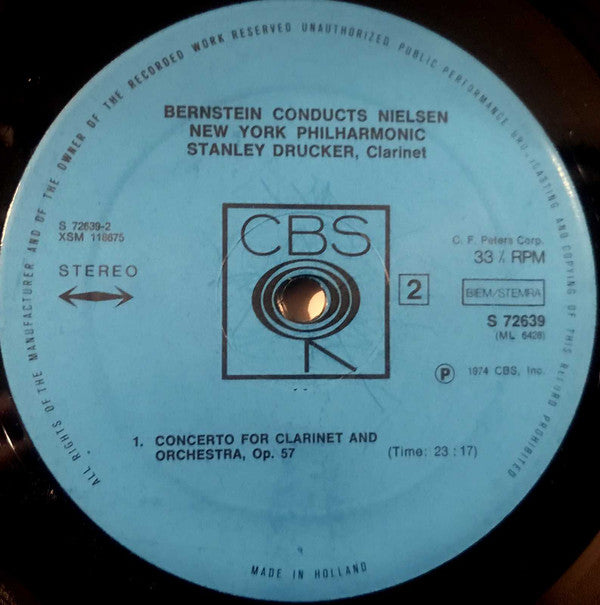 ALL RIGHTS OF THE MANUFACTURER AND OF THE OWNER OF THE RECORDED WORK RESERVED UNAUTHORIZED PUBLIC PERFORMANCE BROADCASTING AND COPYING OF THIS RECORD PROHIBITED
BERNSTEIN CONDUCTS NIELSEN
NEW YORK PHILHARMONIC
STANLEY DRUCKER, Clarinet
S 72639-2
XSM 118675
STEREO
CBS
2
C. F. Peters Corp.
33⅓ RPM
BIEM/STEMRA
S 72639
(ML 6428)
Ⓟ 1974 CBS, Inc.
1. CONCERTO FOR CLARINET AND
ORCHESTRA, Op. 57 (Time: 23:17)
MADE IN HOLLAND